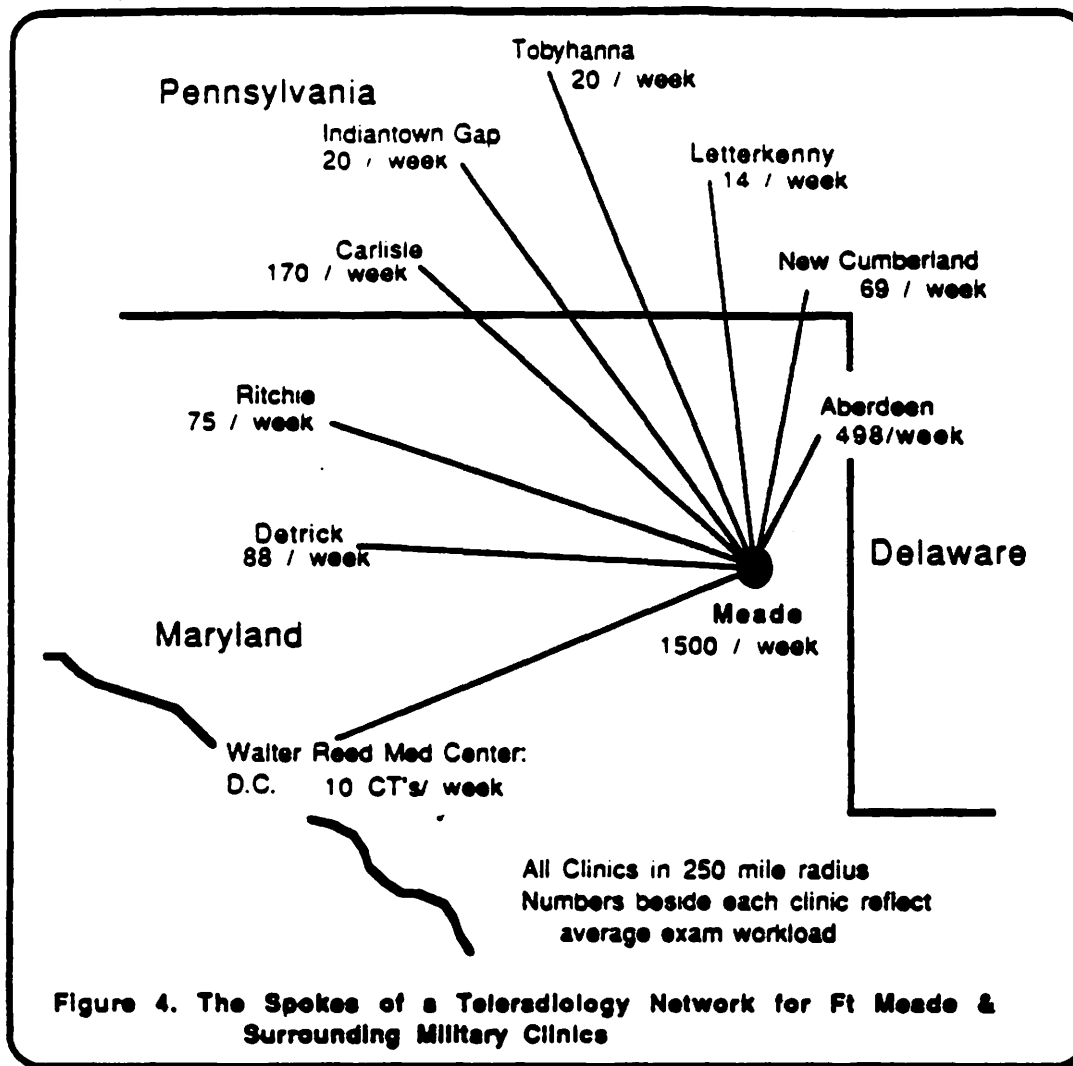 Tobyhanna
20 / week
Pennsylvania
Indiantown Gap
20 / week
Letterkenny
14 / week
Carlisle
170 / week
New Cumberland
69 / week
Ritchie
75 / week
Aberdeen
498/week
Detrick
88 / week
Delaware
Meade
1500 / week
Maryland
Walter Reed Med Center:
D.C. 10 CT's/ week
All Clinics in 250 mile radius
Numbers beside each clinic reflect
average exam workload
Figure 4. The Spokes of a Teleradiology Network for Ft Meade &
Surrounding Military Clinics